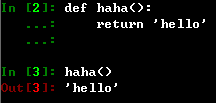 In [2]: def haha():
   ...:     return 'hello'
   ...:
In [3]: haha()
Out[3]: 'hello'